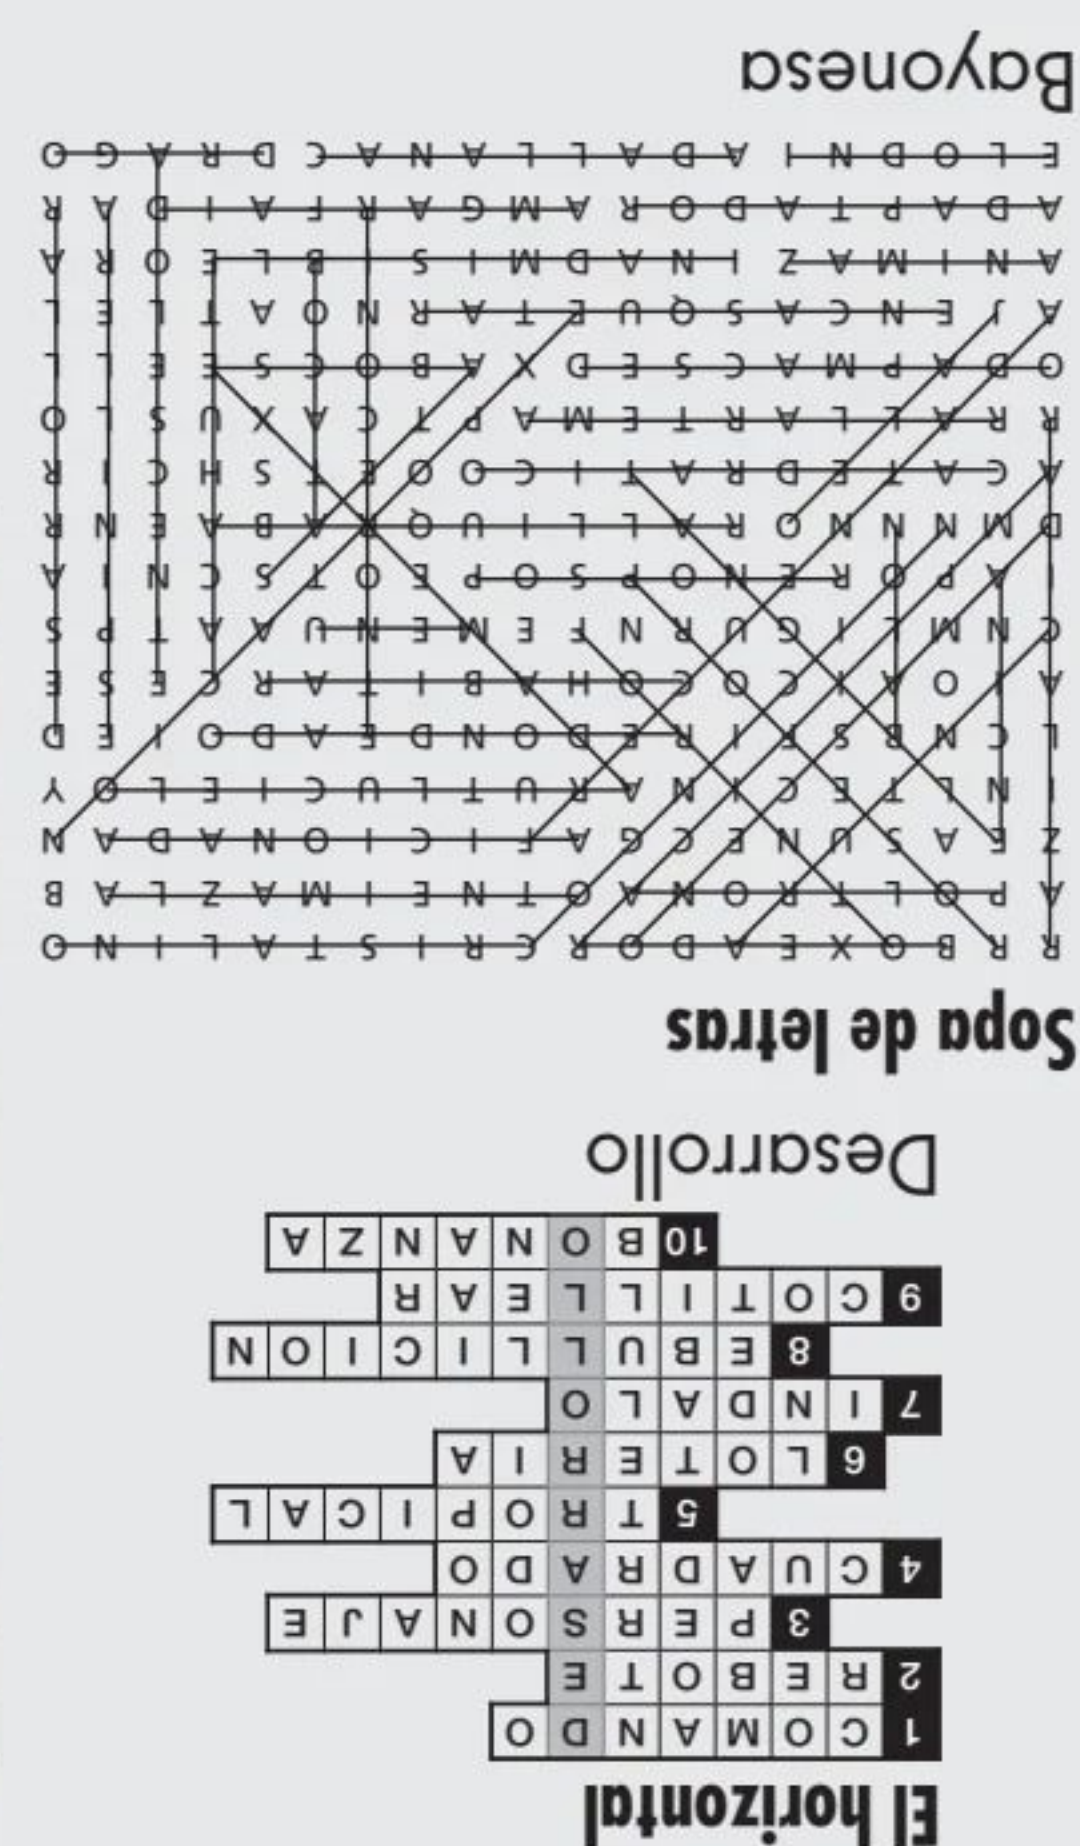 El horizontal
1 COMANDO
2 REBOTE
3 PERSONAJE
4 CUADRADO
5 TROPICAL
6 LOTERIA
7 INDALO
8 EBULLICION
9 COTILLEAR
10 BONANZA
Desarrollo
Sopa de letras
R R B O X E A D O R C R I S T A L I N O
A P O L T R O N A O T N E I M A Z L A B
Z E A S U N E C G A F I C I O N A D A N
I N L T E C I N A R U T L U C I E L O Y
L C N B S F I R E D O N D E A D O I E D
A I O A I C O C O H A B I T A R C E S E
C N M L I G U R N F E M E N U A A T P S
I A P O R E N O P S O P E O T S C N I A
D M N N N O R A L L I U Q R A B A E N R
A C A T E D R A T I C O O E T S H C I R
R R A L L A R T E M A P T C A X U S L O
O D A P M A C S E D X A B O C S E E L L
A J E N C A S Q U E T A R N O A T L E L
A N I M A Z I N A D M I S I B L E O R A
A D A P T A D O R A M G A R F A I D A R
E L O D N I A D A L L A N A C D R A G O
Bayonesa